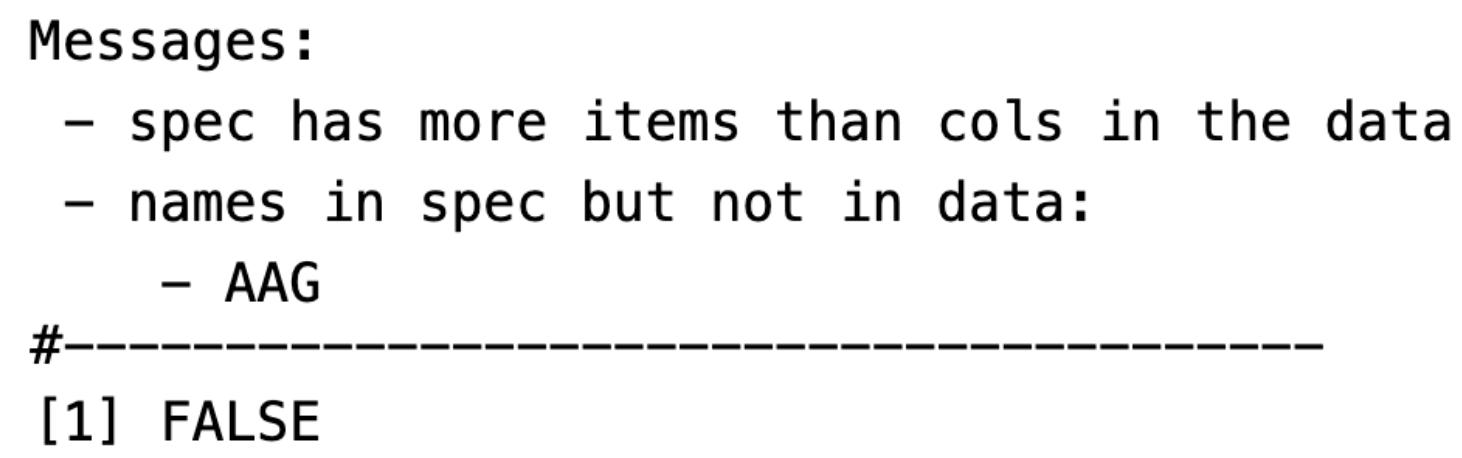 Messages:
 - spec has more items than cols in the data
 - names in spec but not in data:
    - AAG
#---------------------------------------
[1] FALSE